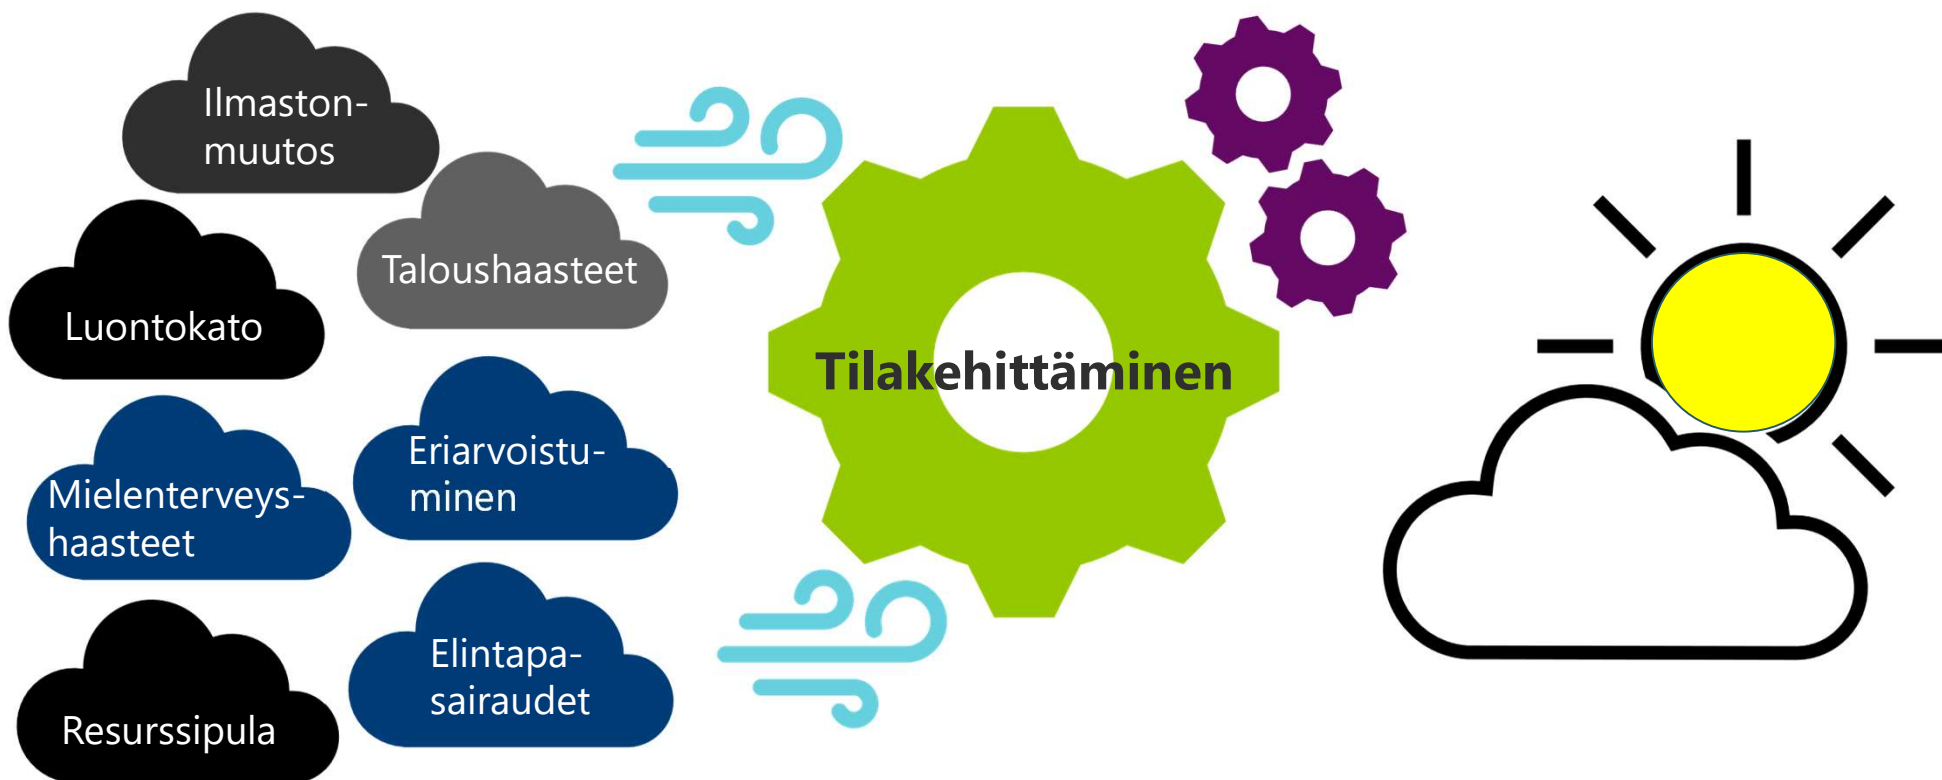 Ilmaston-
muutos
Taloushaasteet
Luontokato
Tilakehittäminen
Eriarvoistu-
minen
Mielenterveys-
haasteet
Elintapa-
sairaudet
Resurssipula